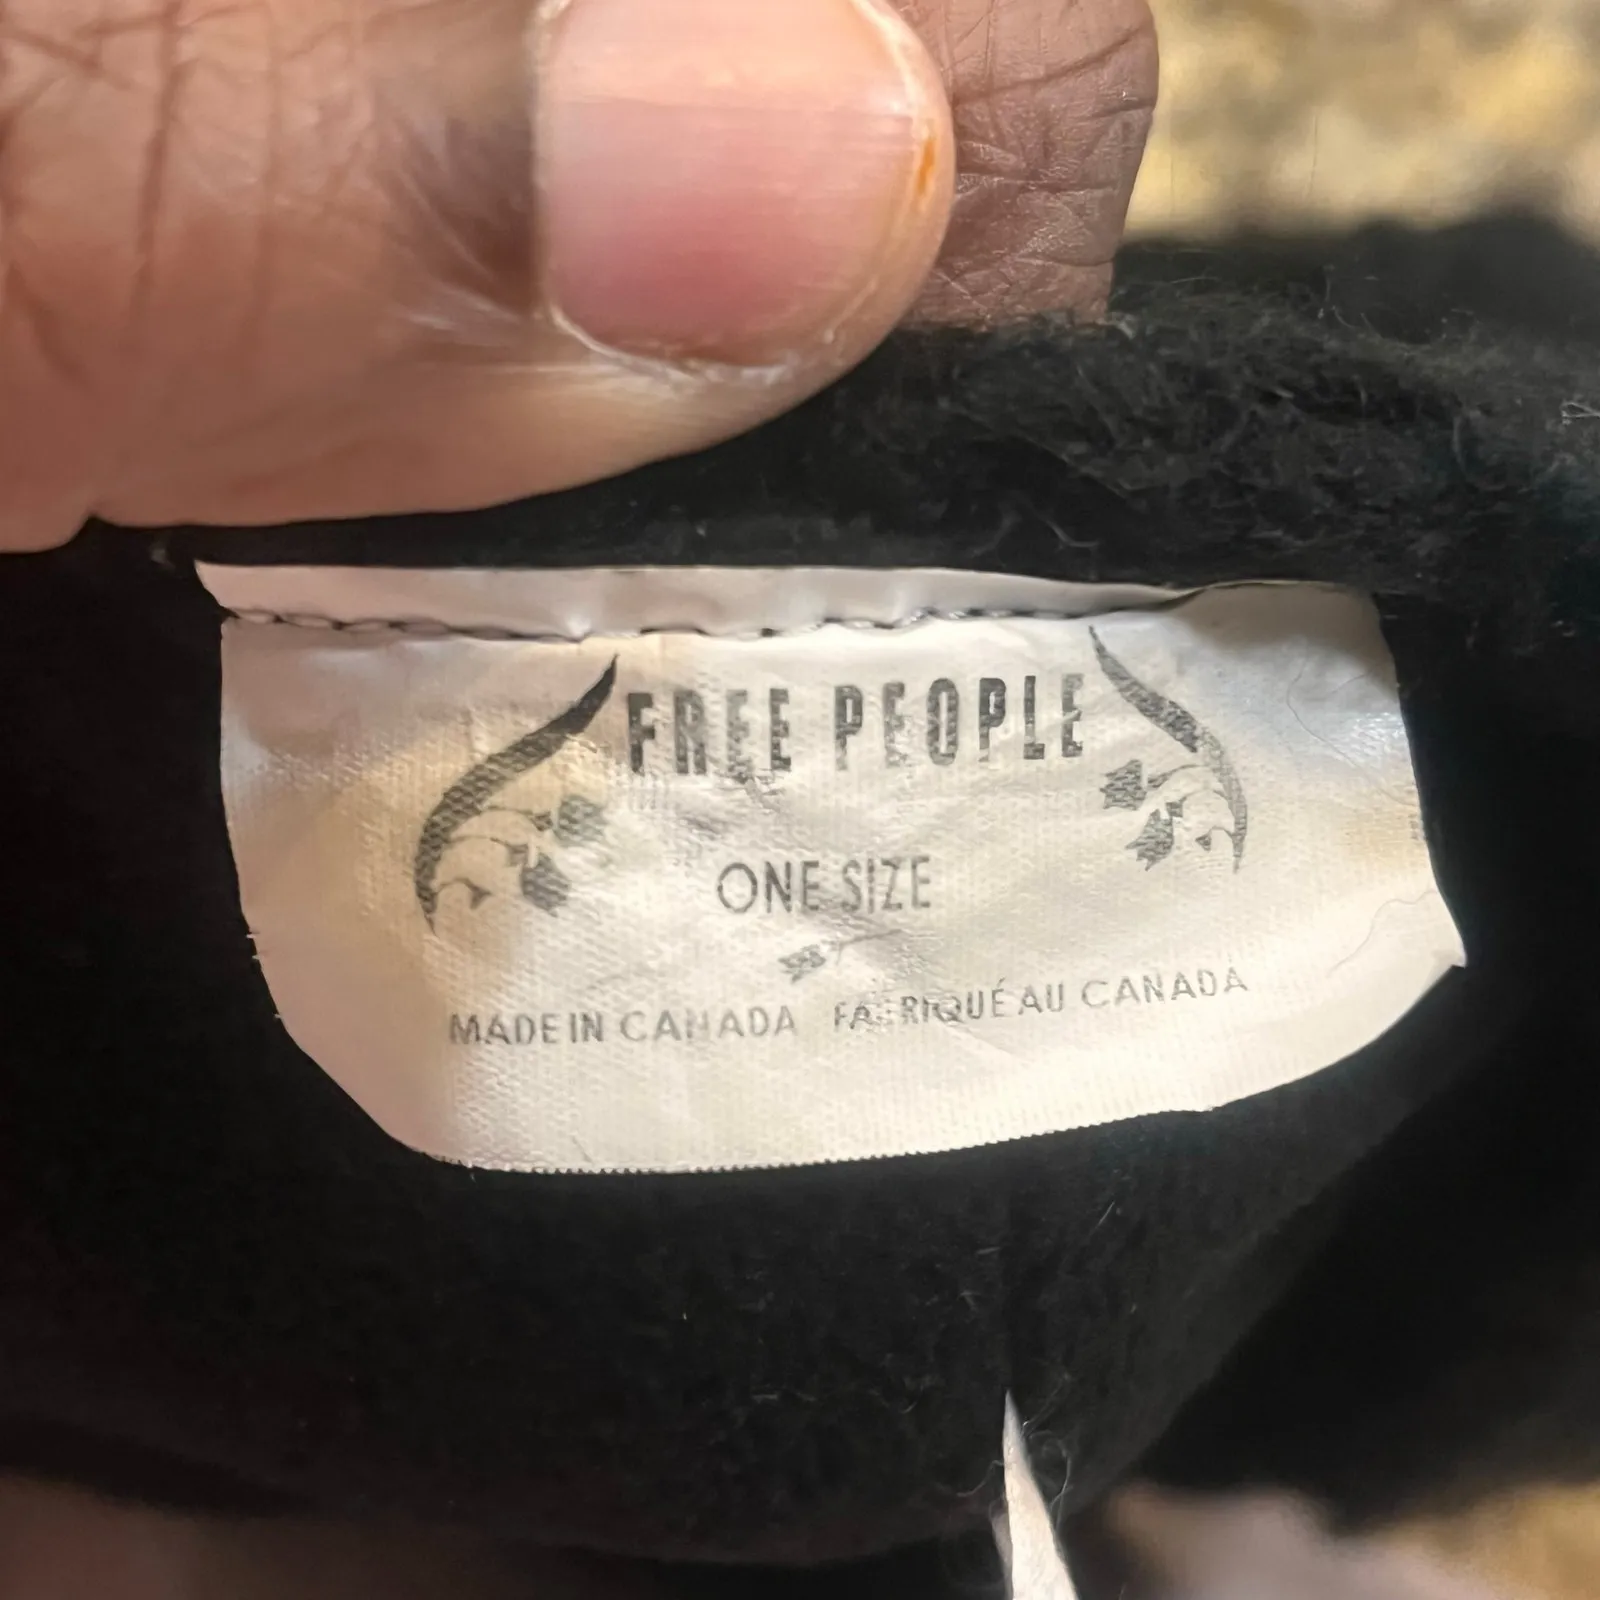 FREE PEOPLE
ONE SIZE
MADE IN CANADA FABRIQUÉ AU CANADA